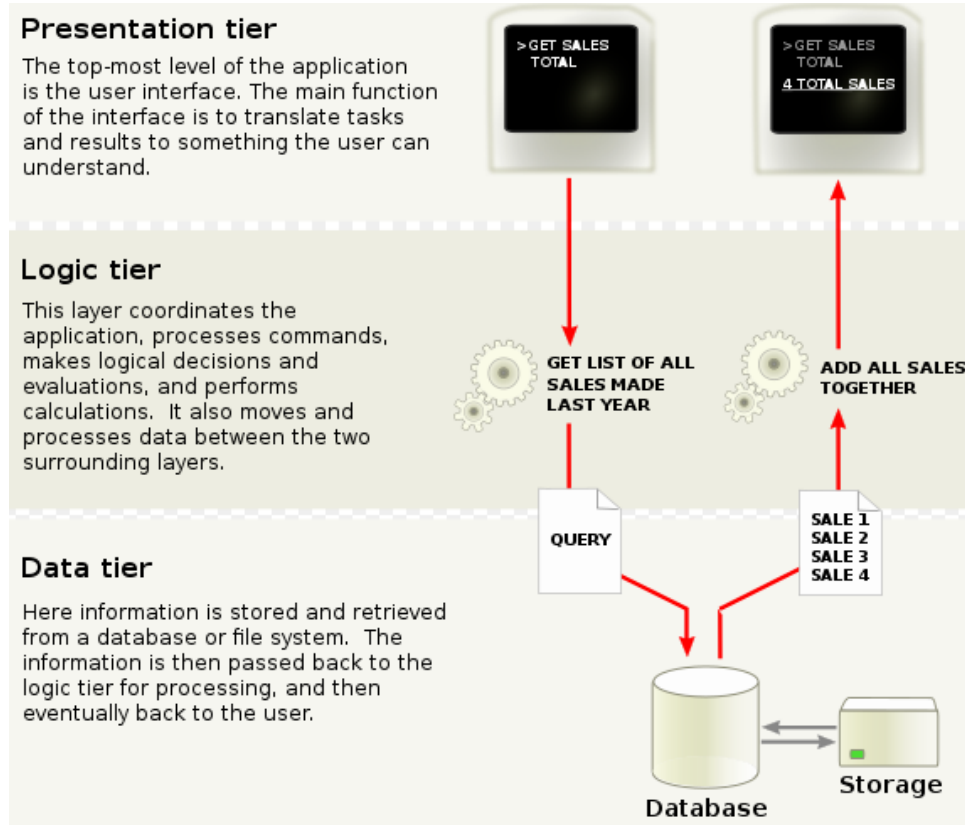 Presentation tier
The top-most level of the application
is the user interface. The main function
of the interface is to translate tasks
and results to something the user can
understand.
>GET SALES
TOTAL
>GET SALES
TOTAL
4 TOTAL SALES
Logic tier
This layer coordinates the
application, processes commands,
makes logical decisions and
evaluations, and performs
calculations.  It also moves and
processes data between the two
surrounding layers.
GET LIST OF ALL
SALES MADE
LAST YEAR
ADD ALL SALES
TOGETHER
QUERY
SALE 1
SALE 2
SALE 3
SALE 4
Data tier
Here information is stored and retrieved
from a database or file system.  The
information is then passed back to the
logic tier for processing, and then
eventually back to the user.
Database
Storage